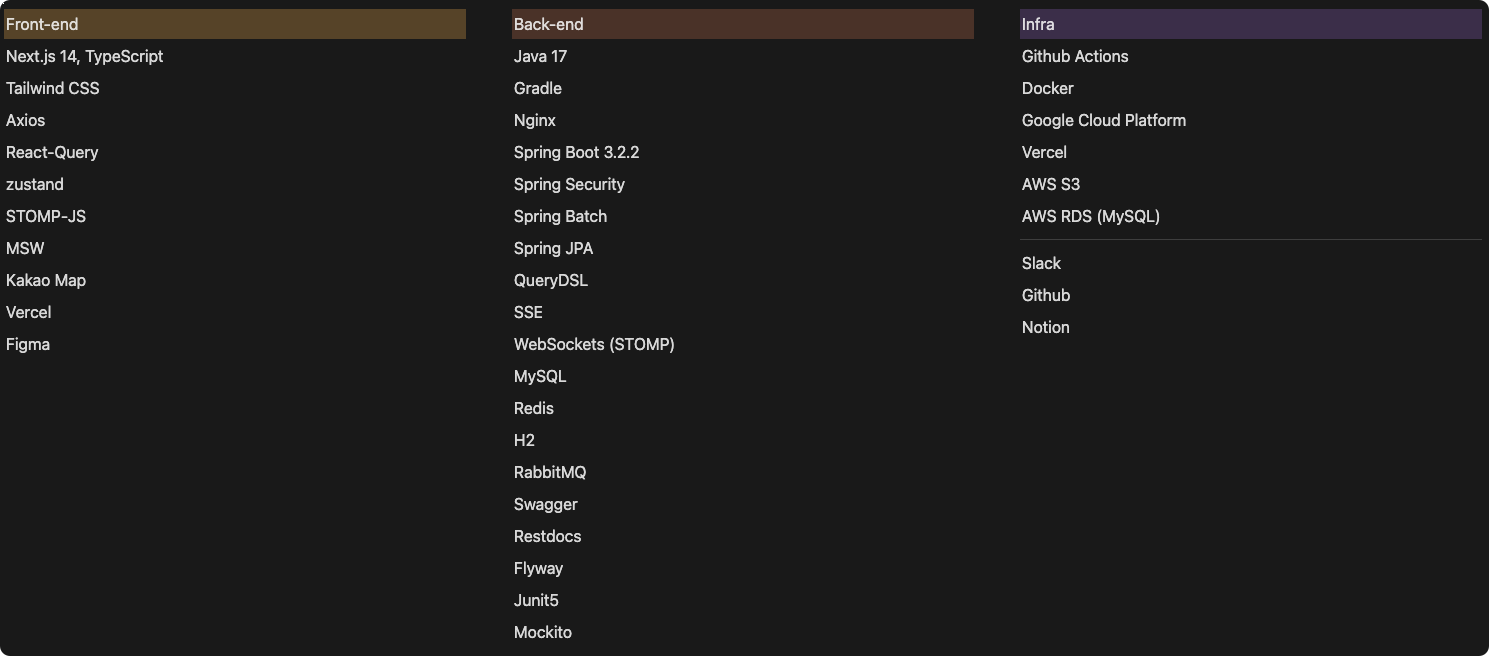 Front-end
Next.js 14, TypeScript
Tailwind CSS
Axios
React-Query
zustand
STOMP-JS
MSW
Kakao Map
Vercel
Figma
Back-end
Java 17
Gradle
Nginx
Spring Boot 3.2.2
Spring Security
Spring Batch
Spring JPA
QueryDSL
SSE
WebSockets (STOMP)
MySQL
Redis
H2
RabbitMQ
Swagger
Restdocs
Flyway
Junit5
Mockito
Infra
Github Actions
Docker
Google Cloud Platform
Vercel
AWS S3
AWS RDS (MySQL)
Slack
Github
Notion